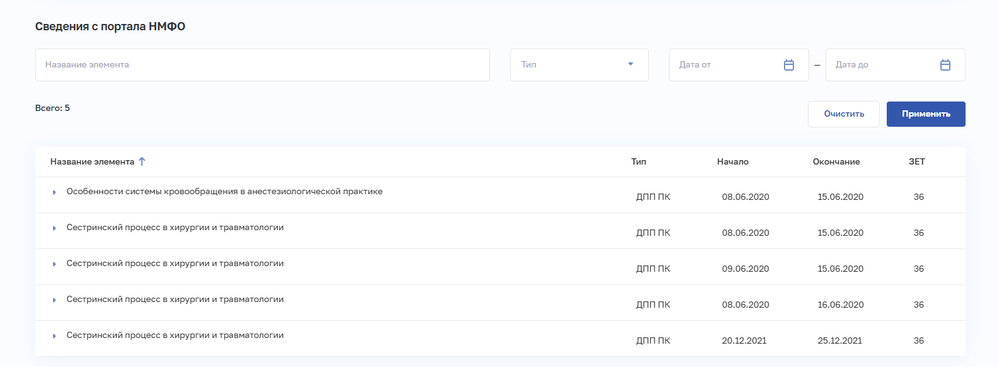 Сведения с портала НМФО
Название элемента Тип Дата от — Дата до
Всего: 5
Очистить Применить
Название элемента Тип Начало Окончание ЗЕТ
Особенности системы кровообращения в анестезиологической практике ДПП ПК 08.06.2020 15.06.2020 36
Сестринский процесс в хирургии и травматологии ДПП ПК 08.06.2020 15.06.2020 36
Сестринский процесс в хирургии и травматологии ДПП ПК 09.06.2020 15.06.2020 36
Сестринский процесс в хирургии и травматологии ДПП ПК 08.06.2020 16.06.2020 36
Сестринский процесс в хирургии и травматологии ДПП ПК 20.12.2021 25.12.2021 36